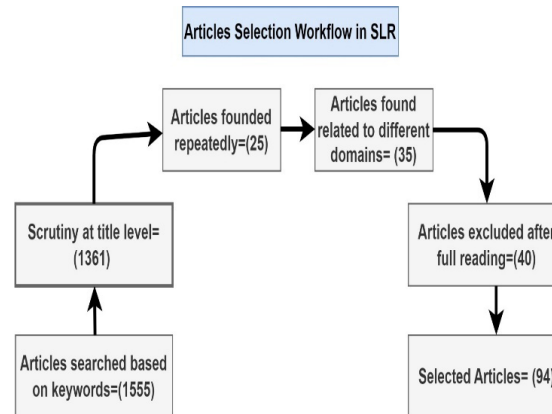 Articles Selection Workflow in SLR
Articles founded
repeatedly=(25)
Articles found
related to different
domains= (35)
Scrutiny at title level=
(1361)
Articles excluded after
full reading=(40)
Articles searched based
on keywords=(1555)
Selected Articles= (94)